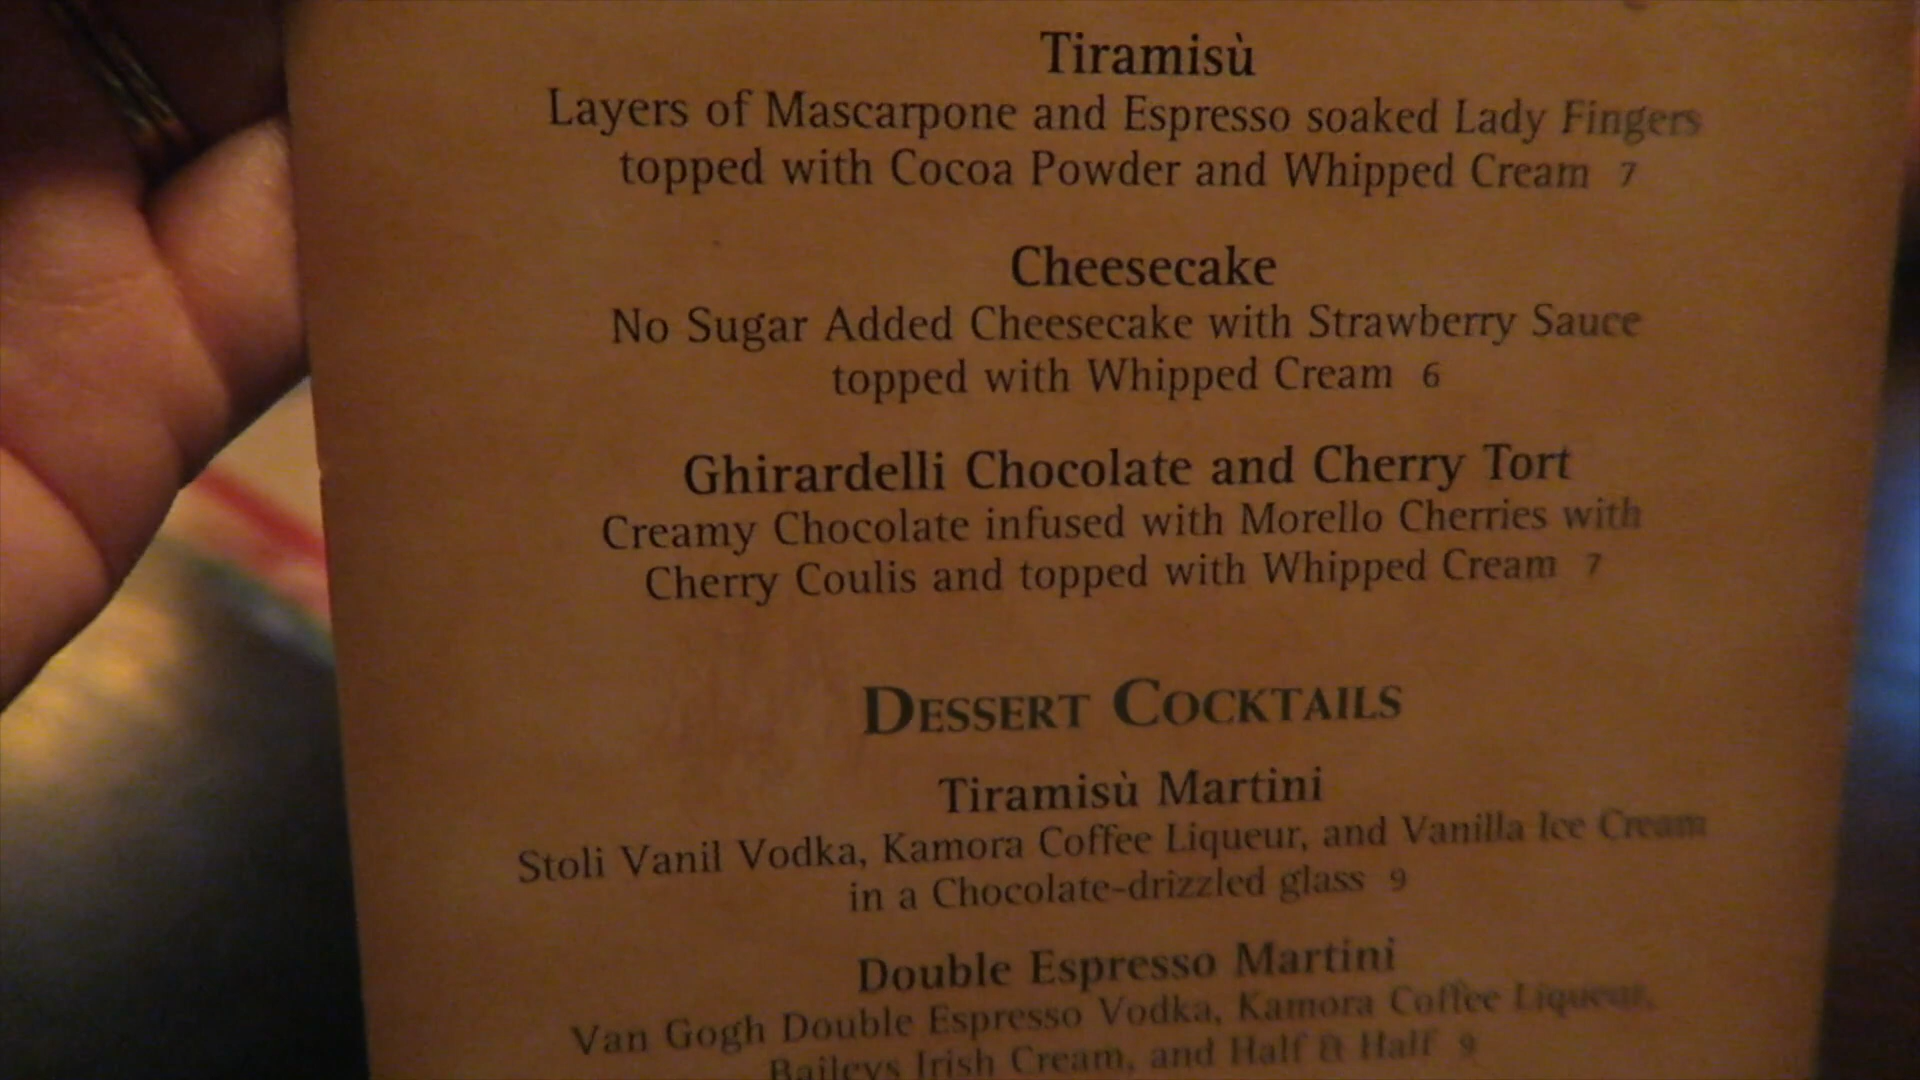 Tiramisù
Layers of Mascarpone and Espresso soaked Lady Fingers
topped with Cocoa Powder and Whipped Cream 7
Cheesecake
No Sugar Added Cheesecake with Strawberry Sauce
topped with Whipped Cream 6
Ghirardelli Chocolate and Cherry Tort
Creamy Chocolate infused with Morello Cherries with
Cherry Coulis and topped with Whipped Cream 7
DESSERT COCKTAILS
Tiramisù Martini
Stoli Vanil Vodka, Kamora Coffee Liqueur, and Vanilla Ice Cream
in a Chocolate-drizzled glass 9
Double Espresso Martini
Van Gogh Double Espresso Vodka, Kamora Coffee Liqueur,
Baileys Irish Cream, and Half & Half 9